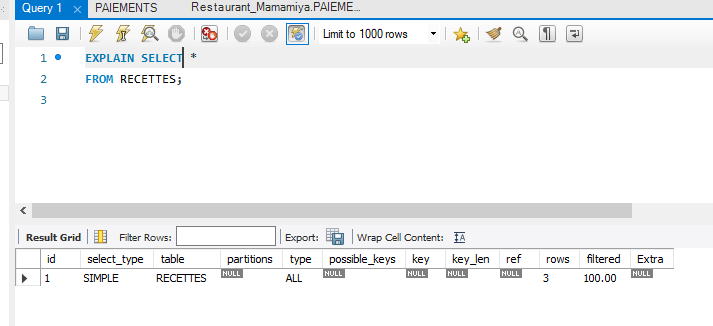 Query 1 PAIEMENTS Restaurant_Mamamiya.PAIEME...
Limit to 1000 rows
1 EXPLAIN SELECT *
2 FROM RECETTES;
3
Result Grid Filter Rows: Export: Wrap Cell Content:
id select_type table partitions type possible_keys key key_len ref rows filtered Extra
1 SIMPLE RECETTES NULL ALL NULL NULL NULL NULL 3 100.00 NULL